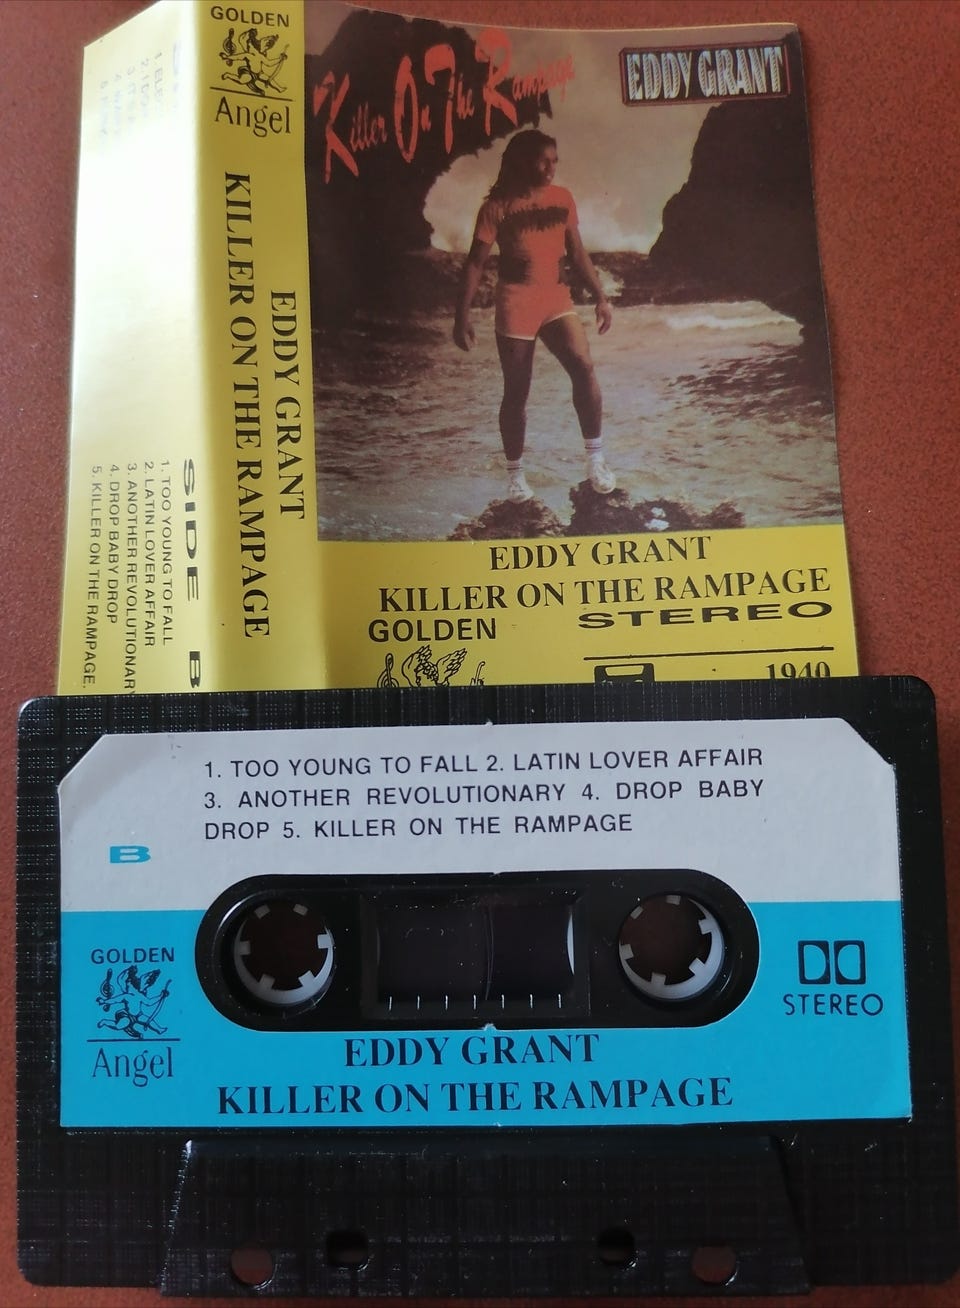 GOLDEN
Angel
EDDY GRANT
KILLER ON THE RAMPAGE
SIDE B
1. TOO YOUNG TO FALL
2. LATIN LOVER AFFAIR
3. ANOTHER REVOLUTIONARY
4. DROP BABY DROP
5. KILLER ON THE RAMPAGE.
Killer On The Rampage
EDDY GRANT
EDDY GRANT
KILLER ON THE RAMPAGE
GOLDEN
STEREO
1940
1. TOO YOUNG TO FALL 2. LATIN LOVER AFFAIR
3. ANOTHER REVOLUTIONARY 4. DROP BABY
DROP 5. KILLER ON THE RAMPAGE
B
GOLDEN
Angel
STEREO
EDDY GRANT
KILLER ON THE RAMPAGE